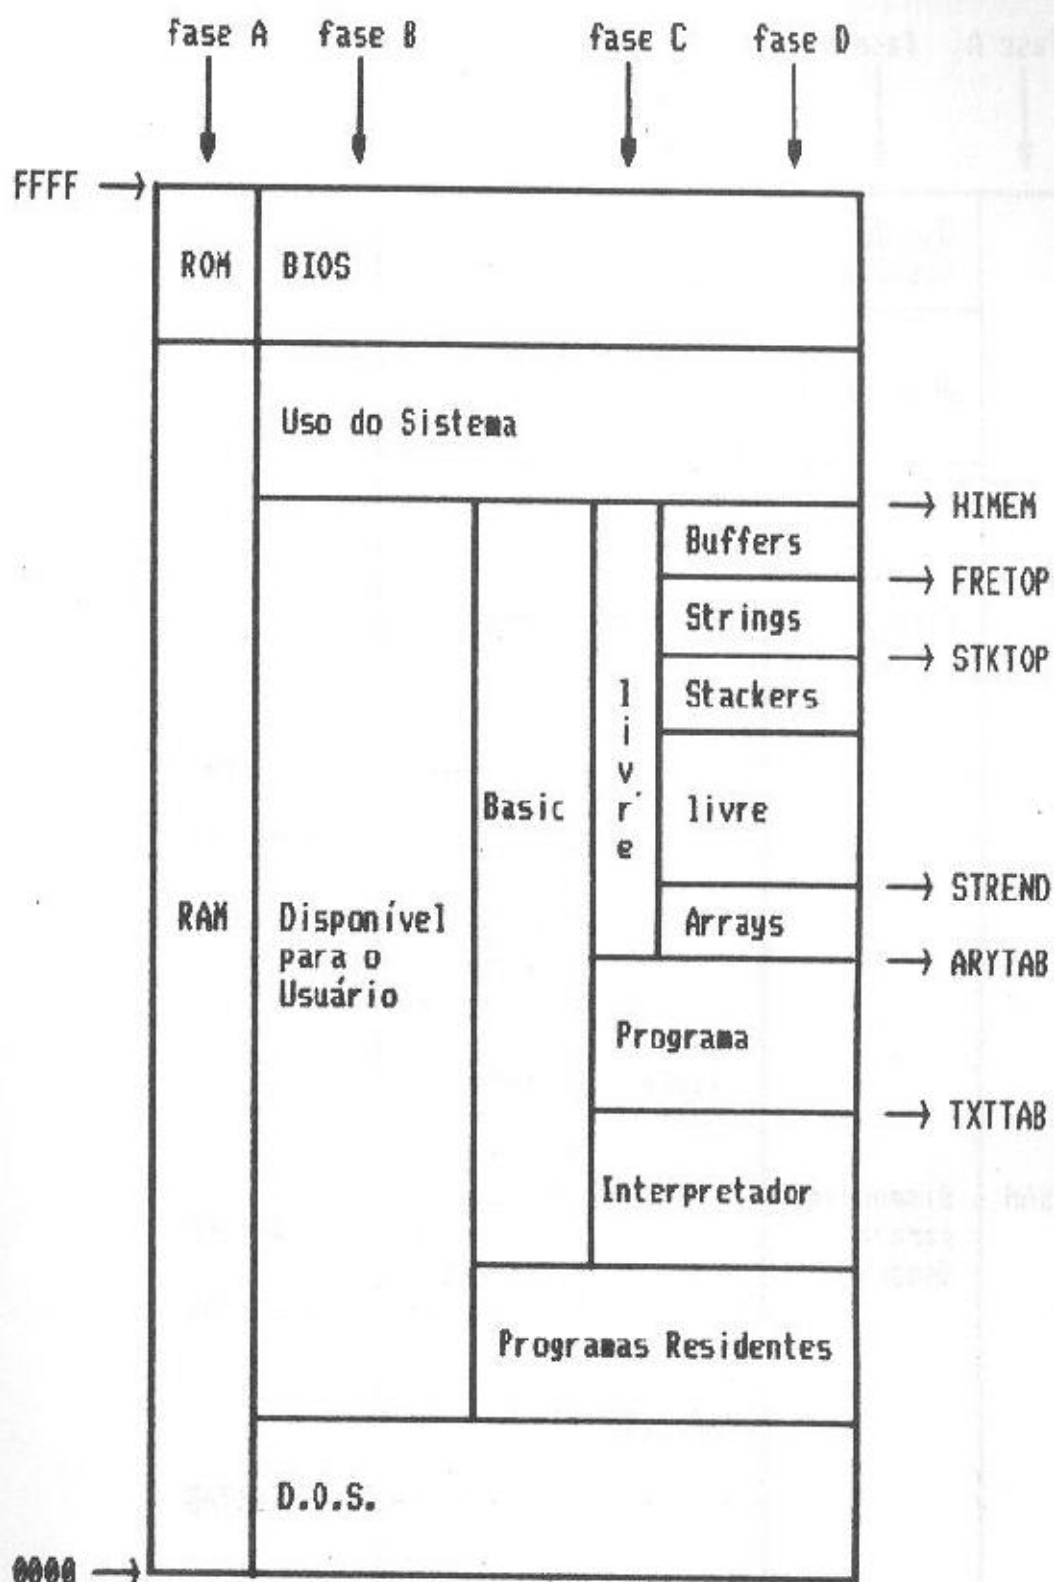 fase A fase B fase C fase D
FFFF
ROM BIOS
Uso do Sistema
HIMEM
Buffers
FRETOP
Strings
STKTOP
Stackers
livre
Basic
livre
STREND
RAM Disponível
para o
Usuário
Arrays
ARYTAB
Programa
TXTTAB
Interpretador
Programas Residentes
D.O.S.
0000